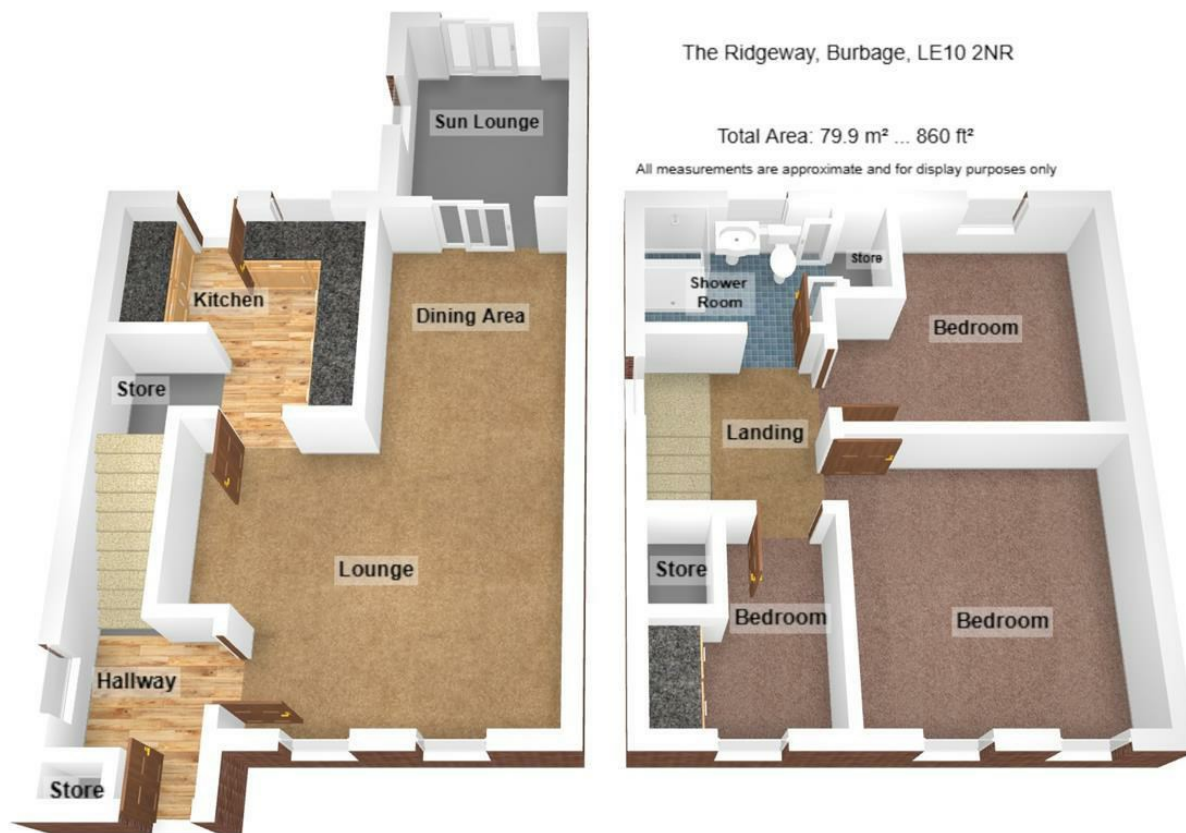 The Ridgeway, Burbage, LE10 2NR
Total Area: 79.9 m² ... 860 ft²
All measurements are approximate and for display purposes only
Sun Lounge
Kitchen
Dining Area
Store
Lounge
Hallway
Store
Shower
Room
Store
Bedroom
Landing
Store
Bedroom
Bedroom